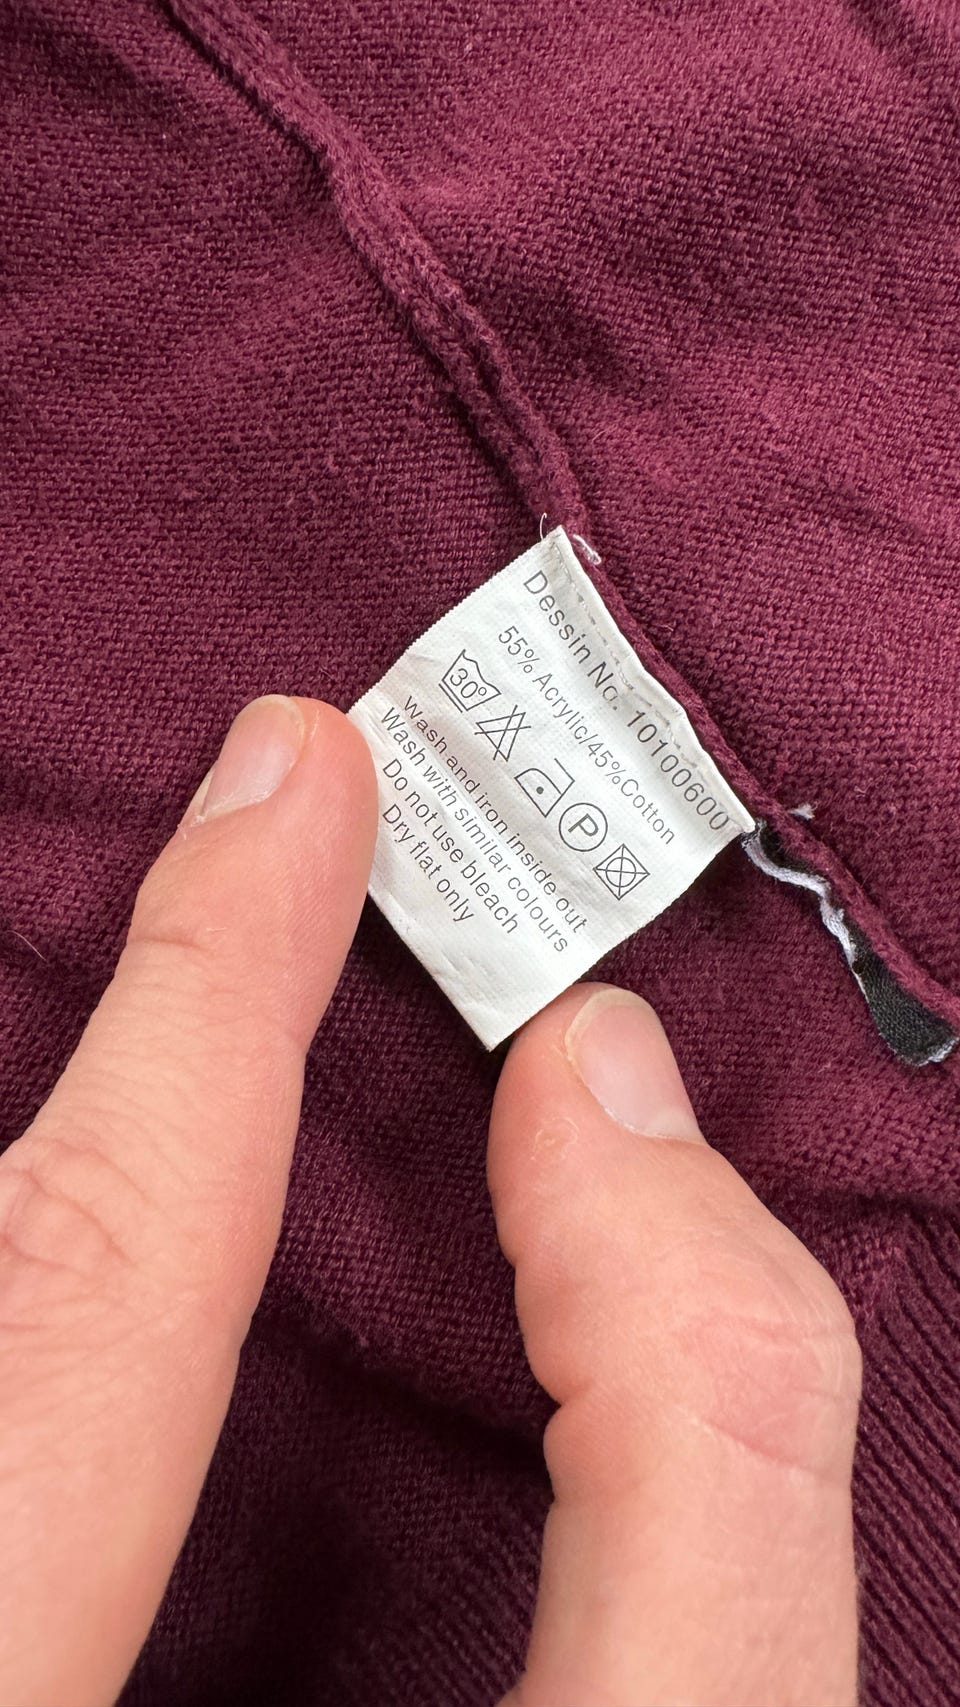 Dessin No. 10100600
55% Acrylic/45%Cotton
30° P
Wash and iron inside out
Wash with similar colours
Do not use bleach
Dry flat only